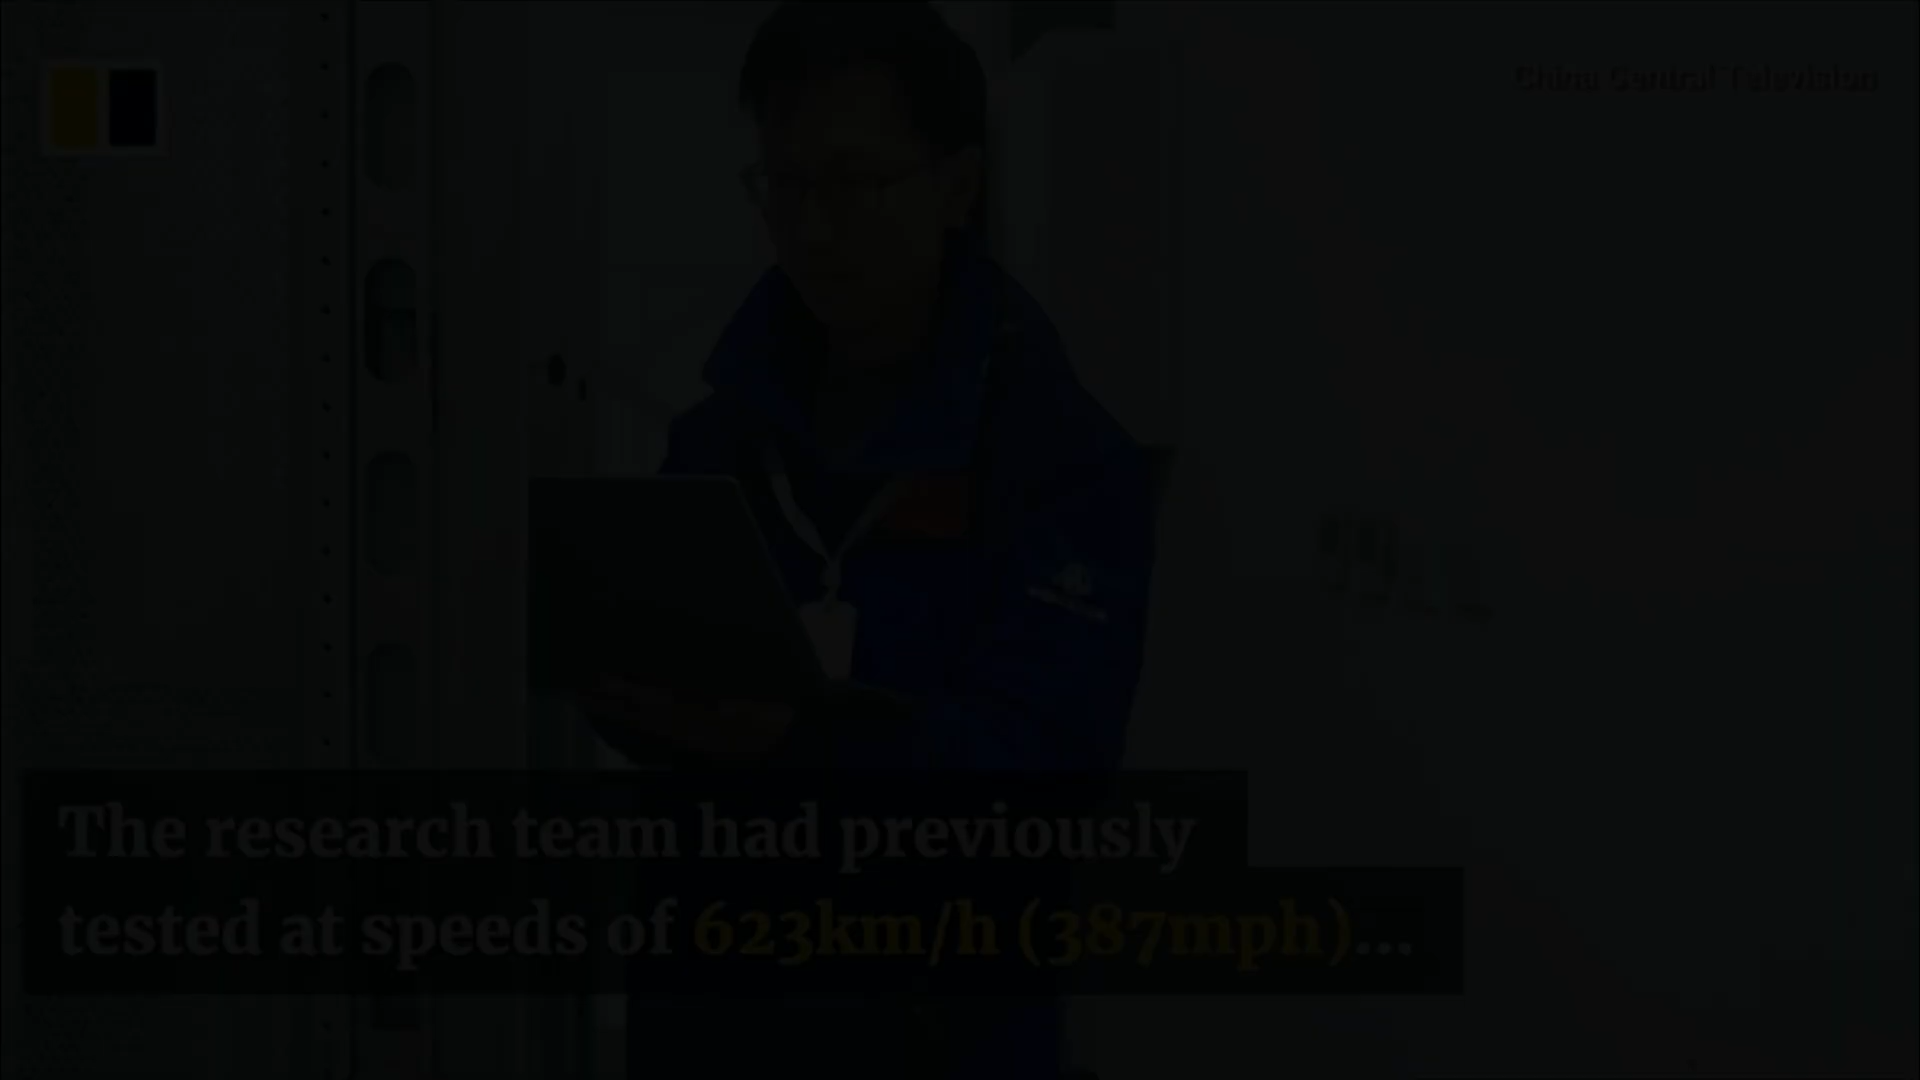 China Central Television
The research team had previously
tested at speeds of 623km/h (387mph)...